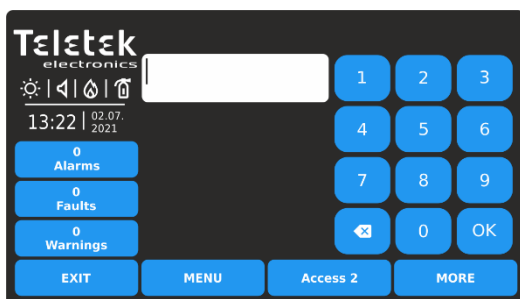 Teletek
electronics
13:22 | 02.07.
2021
1 2 3
4 5 6
7 8 9
0 OK
0
Alarms
0
Faults
0
Warnings
EXIT MENU Access 2 MORE